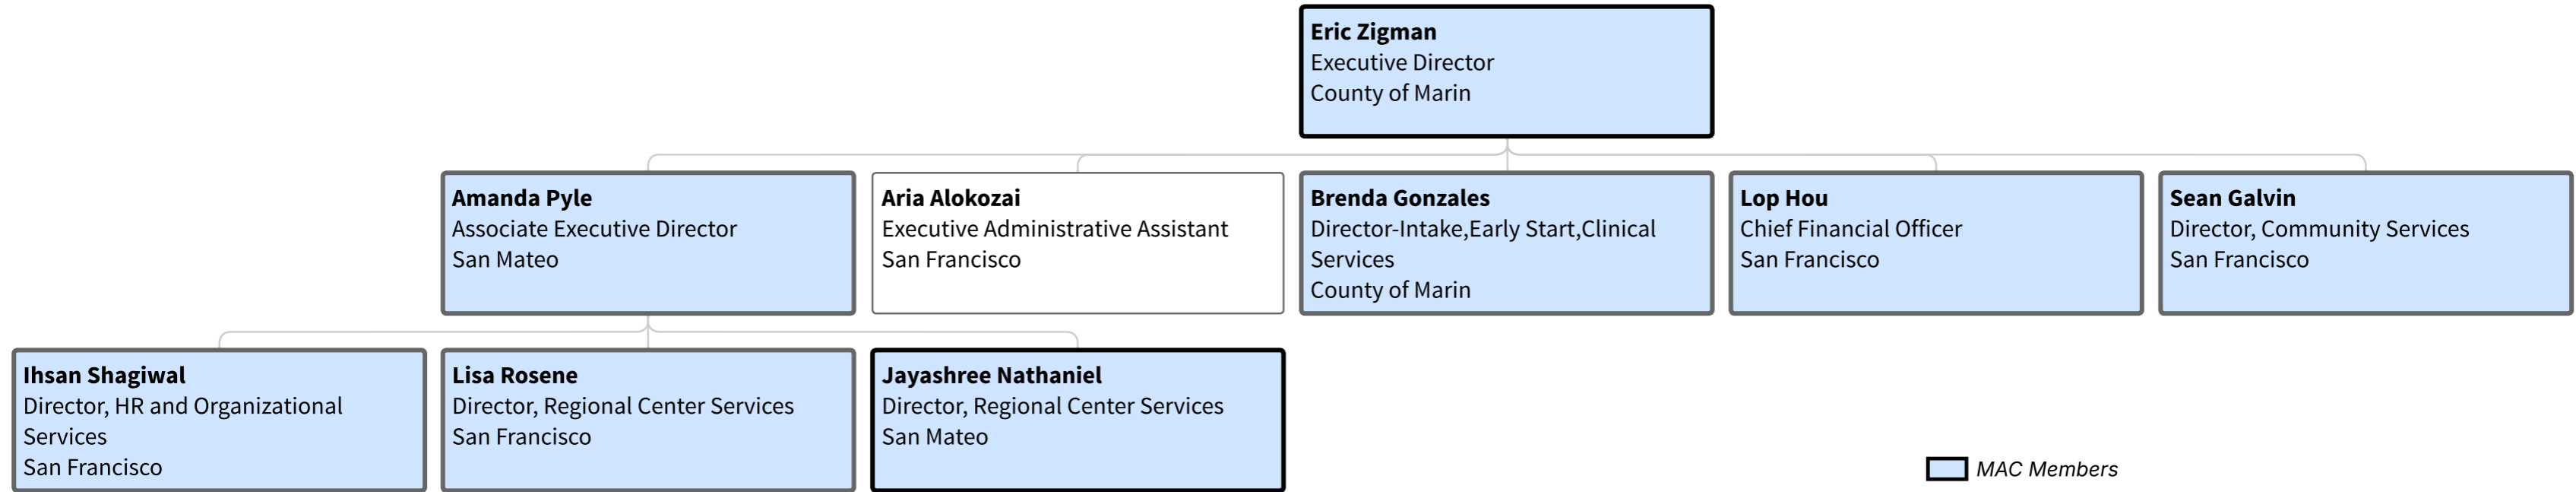 Eric Zigman
Executive Director
County of Marin
Amanda Pyle
Associate Executive Director
San Mateo
Aria Alokozai
Executive Administrative Assistant
San Francisco
Brenda Gonzales
Director-Intake,Early Start,Clinical
Services
County of Marin
Lop Hou
Chief Financial Officer
San Francisco
Sean Galvin
Director, Community Services
San Francisco
Ihsan Shagiwal
Director, HR and Organizational
Services
San Francisco
Lisa Rosene
Director, Regional Center Services
San Francisco
Jayashree Nathaniel
Director, Regional Center Services
San Mateo
MAC Members